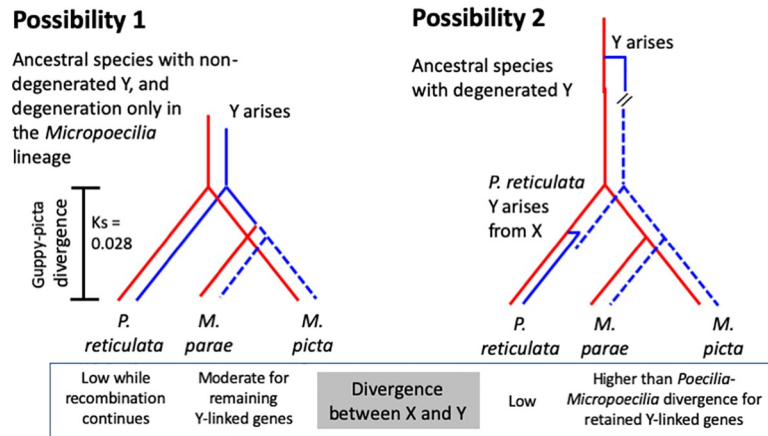 Possibility 1
Ancestral species with non-
degenerated Y, and
degeneration only in
the Micropoecilia
lineage
Y arises
Guppy-picta
divergence
Ks =
0.028
P.
reticulata
M.
parae
M.
picta
Possibility 2
Y arises
Ancestral species
with degenerated Y
P. reticulata
Y arises
from X
P.
reticulata
M.
parae
M.
picta
Low while
recombination
continues
Moderate for
remaining
Y-linked genes
Divergence
between X and Y
Low
Higher than Poecilia-
Micropoecilia divergence for
retained Y-linked genes